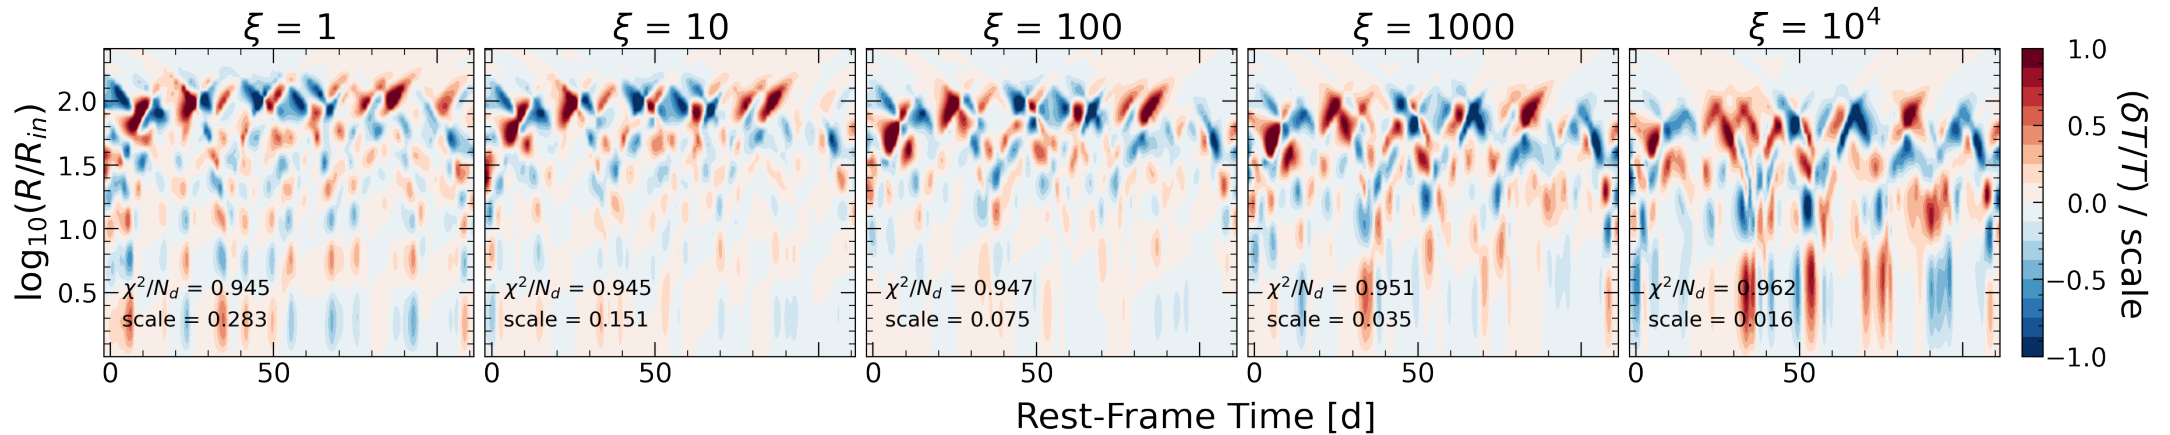 ξ = 1
ξ = 10
ξ = 100
ξ = 1000
ξ = 10⁴
log₁₀(R/R_in)
2.0
1.5
1.0
0.5
χ²/N_d = 0.945
scale = 0.283
χ²/N_d = 0.945
scale = 0.151
χ²/N_d = 0.947
scale = 0.075
χ²/N_d = 0.951
scale = 0.035
χ²/N_d = 0.962
scale = 0.016
0 50
0 50
0 50
0 50
0 50
Rest-Frame Time [d]
1.0
0.5
0.0
−0.5
−1.0
(δT/T) / scale